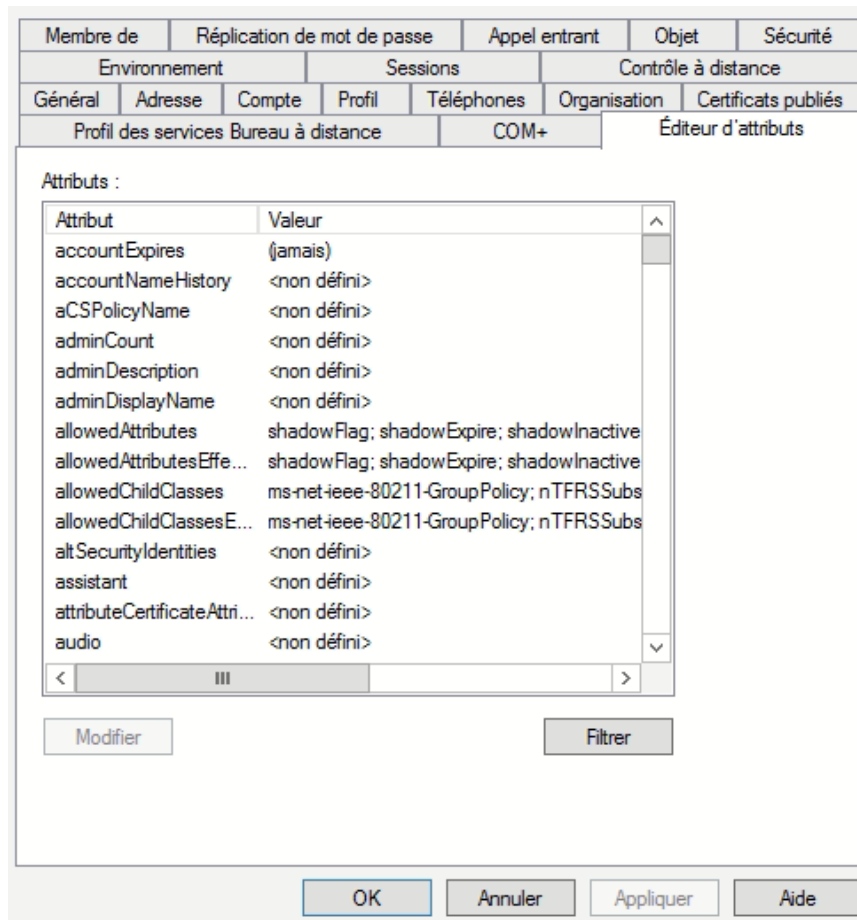 Membre de Réplication de mot de passe Appel entrant Objet Sécurité
Environnement Sessions Contrôle à distance
Général Adresse Compte Profil Téléphones Organisation Certificats publiés
Profil des services Bureau à distance COM+ Éditeur d'attributs
Attributs :
Attribut Valeur
accountExpires (jamais)
accountNameHistory <non défini>
aCSPolicyName <non défini>
adminCount <non défini>
adminDescription <non défini>
adminDisplayName <non défini>
allowedAttributes shadowFlag; shadowExpire; shadowInactive
allowedAttributesEffe... shadowFlag; shadowExpire; shadowInactive
allowedChildClasses ms-net-ieee-80211-GroupPolicy; nTFRSSubs
allowedChildClassesE... ms-net-ieee-80211-GroupPolicy; nTFRSSubs
altSecurityIdentities <non défini>
assistant <non défini>
attributeCertificateAttri... <non défini>
audio <non défini>
Modifier Filtrer
OK Annuler Appliquer Aide